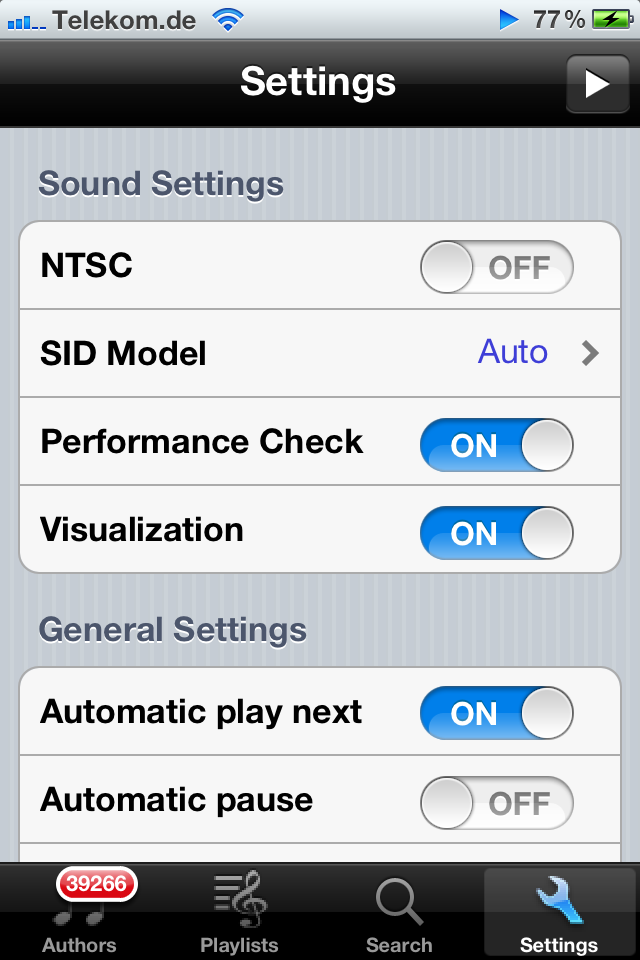 Telekom.de 77%
Settings
Sound Settings
NTSC OFF
SID Model Auto
Performance Check ON
Visualization ON
General Settings
Automatic play next ON
Automatic pause OFF
39266
Authors Playlists Search Settings